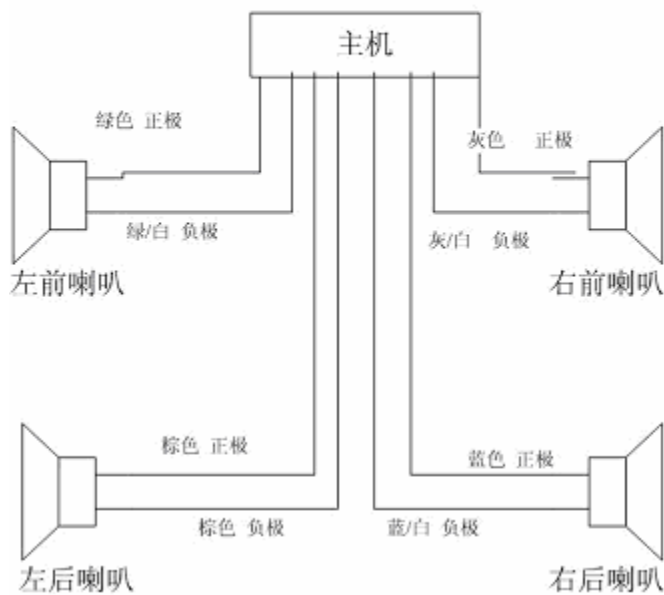 主机
绿色 正极
灰色 正极
绿/白 负极
灰/白 负极
左前喇叭
右前喇叭
棕色 正极
蓝色 正极
棕色 负极
蓝/白 负极
左后喇叭
右后喇叭